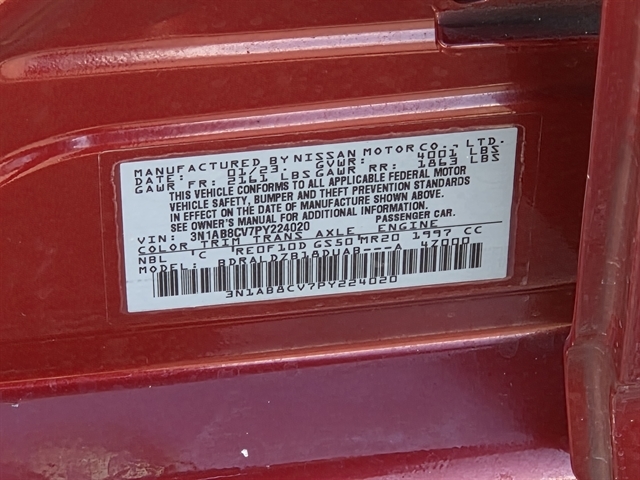 MANUFACTURED BY NISSAN MOTOR CO., LTD.
DATE: 01/23 GVWR: 4001 LBS
GAWR FR: 2171 LBS GAWR RR: 1863 LBS
THIS VEHICLE CONFORMS TO ALL APPLICABLE FEDERAL MOTOR
VEHICLE SAFETY, BUMPER AND THEFT PREVENTION STANDARDS
IN EFFECT ON THE DATE OF MANUFACTURE SHOWN ABOVE.
SEE OWNER'S MANUAL FOR ADDITIONAL INFORMATION
VIN: 3N1AB8CV7PY224020 PASSENGER CAR.
COLOR TRIM TRANS AXLE ENGINE
NBL C RE0F10D GS50 MR20 1997 CC
MODEL: BDRALDZB18DUAB---A 47000
3N1AB8CV7PY224020